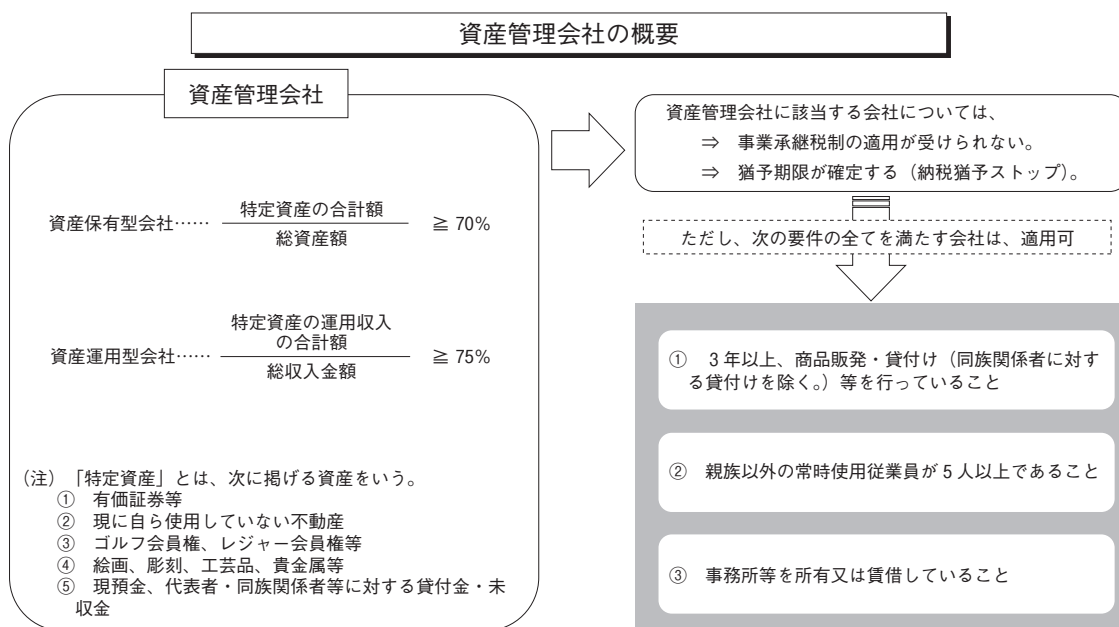 資産管理会社の概要
資産管理会社
資産保有型会社……
特定資産の合計額
総資産額
≧ 70%
資産運用型会社……
特定資産の運用収入
の合計額
総収入金額
≧ 75%
(注) 「特定資産」とは、次に掲げる資産をいう。
① 有価証券等
② 現に自ら使用していない不動産
③ ゴルフ会員権、レジャー会員権等
④ 絵画、彫刻、工芸品、貴金属等
⑤ 現預金、代表者・同族関係者等に対する貸付金・未
収金
資産管理会社に該当する会社については、
⇒ 事業承継税制の適用が受けられない。
⇒ 猶予期限が確定する(納税猶予ストップ)。
ただし、次の要件の全てを満たす会社は、適用可
① 3年以上、商品販発・貸付け(同族関係者に対す
る貸付けを除く。)等を行っていること
② 親族以外の常時使用従業員が5人以上であること
③ 事務所等を所有又は賃借していること